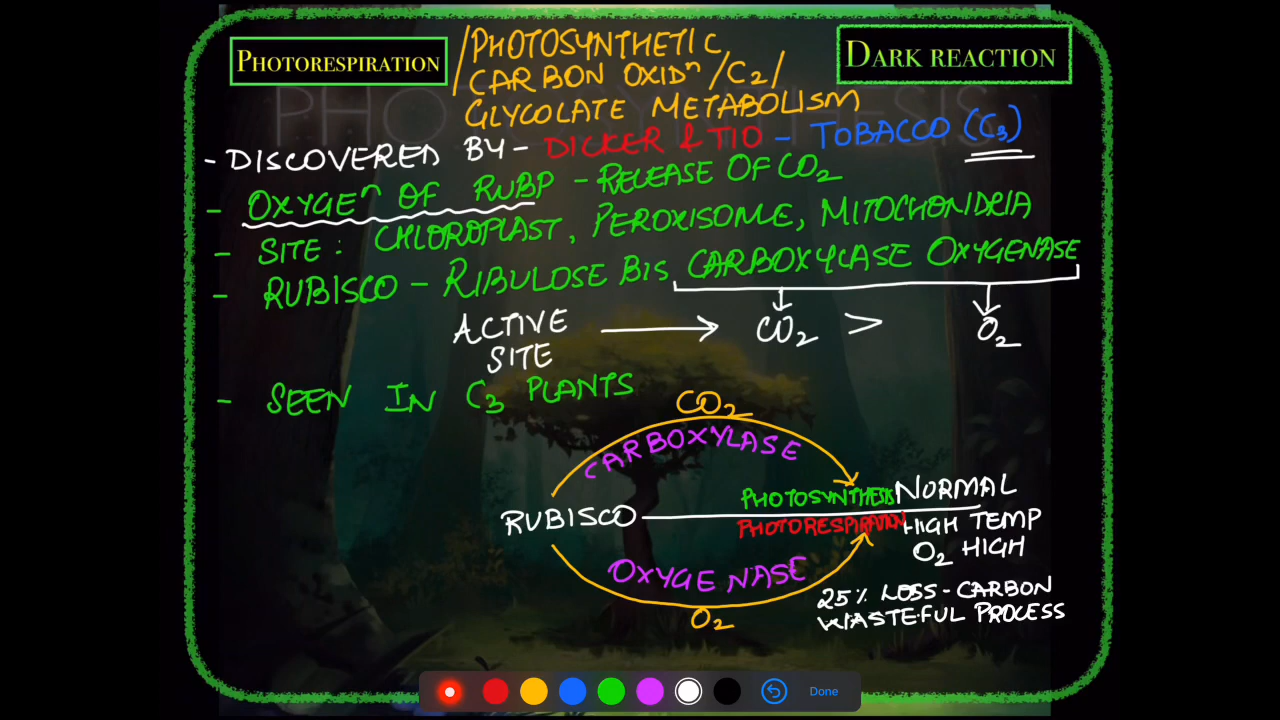 PHOTORESPIRATION
/PHOTOSYNTHETIC
/CARBON OXIDⁿ/C₂/
GLYCOLATE METABOLISM
DARK REACTION
PHOTOSYNTHESIS
- DISCOVERED BY - DICKER & TIO - TOBACCO (C₃)
- OXYGEⁿ OF RUBP - RELEASE OF CO₂
- SITE : CHLOROPLAST, PEROXISOME, MITOCHONDRIA
- RUBISCO - RIBULOSE BIS CARBOXYLASE OXYGENASE
ACTIVE SITE → CO₂ > O₂
- SEEN IN C₃ PLANTS
CO₂
CARBOXYLASE
PHOTOSYNTHESIS NORMAL
RUBISCO
PHOTORESPIRATION HIGH TEMP
O₂ HIGH
OXYGENASE
O₂
25% LOSS - CARBON
WASTEFUL PROCESS
Done